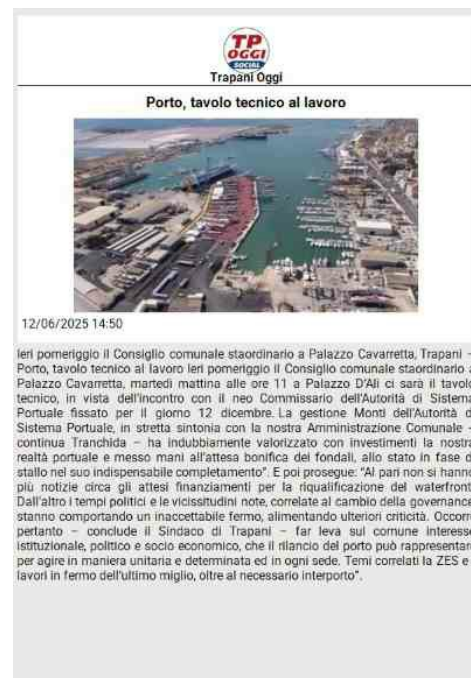 TP
OGGI
SOCIAL
Trapani Oggi
Porto, tavolo tecnico al lavoro
12/06/2025 14:50
Ieri pomeriggio il Consiglio comunale staordinario a Palazzo Cavarretta, Trapani –
Porto, tavolo tecnico al lavoro Ieri pomeriggio il Consiglio comunale staordinario a
Palazzo Cavarretta, martedì mattina alle ore 11 a Palazzo D'Alì ci sarà il tavolo
tecnico, in vista dell'incontro con il neo Commissario dell'Autorità di Sistema
Portuale fissato per il giorno 12 dicembre. La gestione Monti dell'Autorità di
Sistema Portuale, in stretta sintonia con la nostra Amministrazione Comunale –
continua Tranchida – ha indubbiamente valorizzato con investimenti la nostra
realtà portuale e messo mani all'attesa bonifica dei fondali, allo stato in fase di
stallo nel suo indispensabile completamento". E poi prosegue: "Al pari non si hanno
più notizie circa gli attesi finanziamenti per la riqualificazione del waterfront.
Dall'altro i tempi politici e le vicissitudini note, correlate al cambio della governance,
stanno comportando un inaccettabile fermo, alimentando ulteriori criticità. Occorre
pertanto – conclude il Sindaco di Trapani – far leva sul comune interesse
istituzionale, politico e socio economico, che il rilancio del porto può rappresentare
per agire in maniera unitaria e determinata ed in ogni sede. Temi correlati la ZES e i
lavori in fermo dell'ultimo miglio, oltre al necessario interporto".